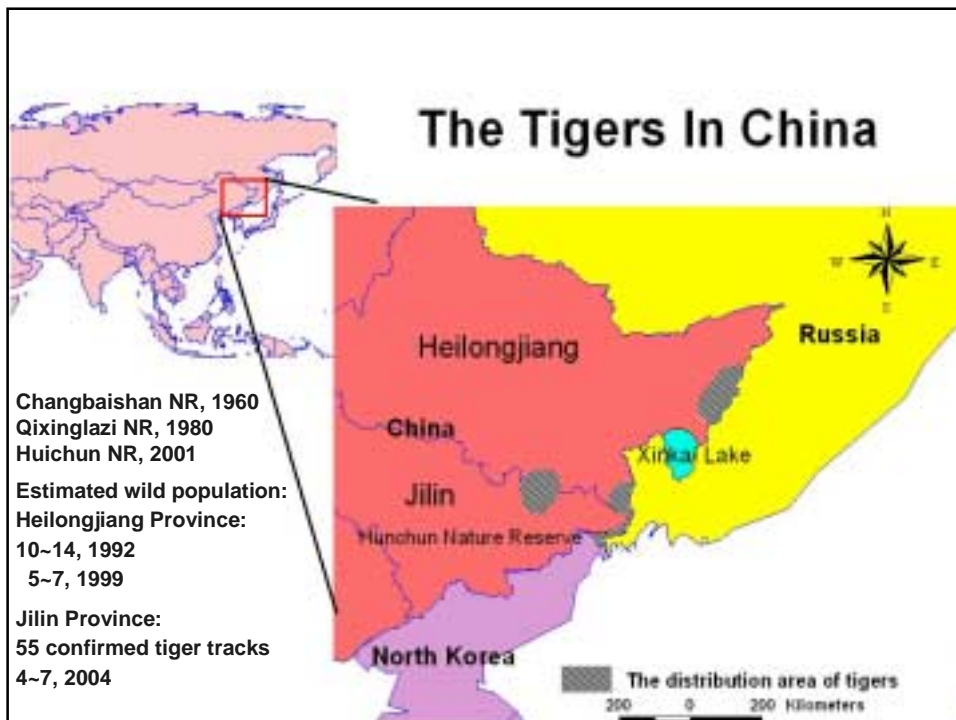 The Tigers In China
N
W E
S
Heilongjiang
Russia
China
Xinkai Lake
Jilin
Hunchun Nature Reserve
North Korea
Changbaishan NR, 1960
Qixinglazi NR, 1980
Huichun NR, 2001
Estimated wild population:
Heilongjiang Province:
10~14, 1992
5~7, 1999
Jilin Province:
55 confirmed tiger tracks
4~7, 2004
The distribution area of tigers
200 0 200 Kilometers